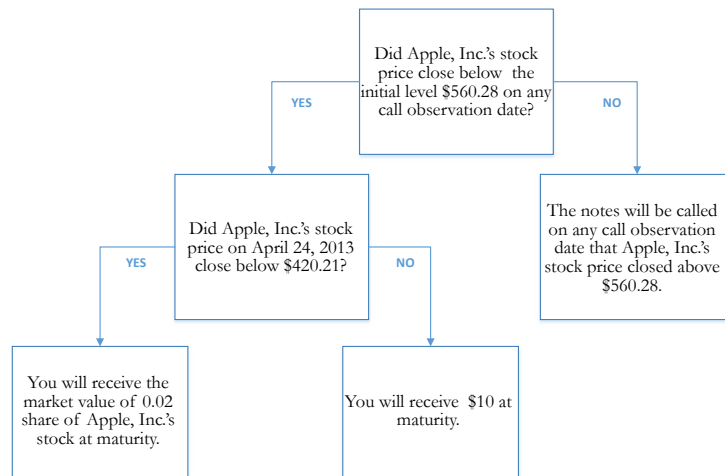 Did Apple, Inc.'s stock
price close below the
initial level $560.28 on any
call observation date?
YES
NO
Did Apple, Inc.'s stock
price on April 24, 2013
close below $420.21?
The notes will be called
on any call observation
date that Apple, Inc.'s
stock price closed above
$560.28.
YES
NO
You will receive the
market value of 0.02
share of Apple, Inc.'s
stock at maturity.
You will receive $10 at
maturity.